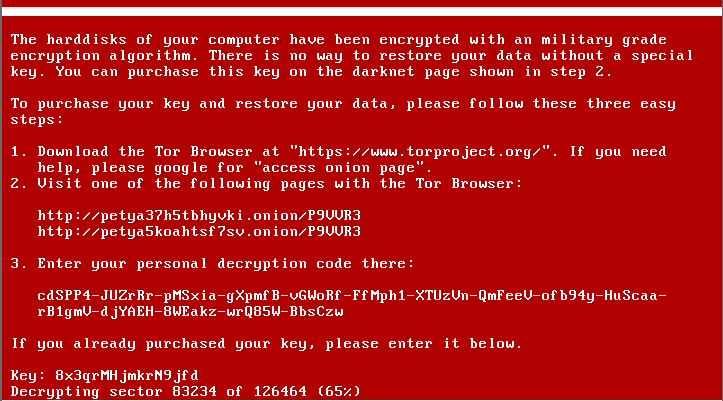 The harddisks of your computer have been encrypted with an military grade
encryption algorithm. There is no way to restore your data without a special
key. You can purchase this key on the darknet page shown in step 2.
To purchase your key and restore your data, please follow these three easy
steps:
1. Download the Tor Browser at "https://www.torproject.org/". If you need
help, please google for "access onion page".
2. Visit one of the following pages with the Tor Browser:
http://petya37h5tbhyvki.onion/P9VVR3
http://petya5koahtsf7sv.onion/P9VVR3
3. Enter your personal decryption code there:
cdSPP4-JUZrRr-pMSxia-gXpmfB-vGWoRf-FfMph1-XTUzVn-QmFeeV-ofb94y-HuScaa-
rB1gmV-djYAEH-8WEakz-wrQ85W-BbsCzw
If you already purchased your key, please enter it below.
Key: 8x3qrMHjmkrN9jfd
Decrypting sector 83234 of 126464 (65%)